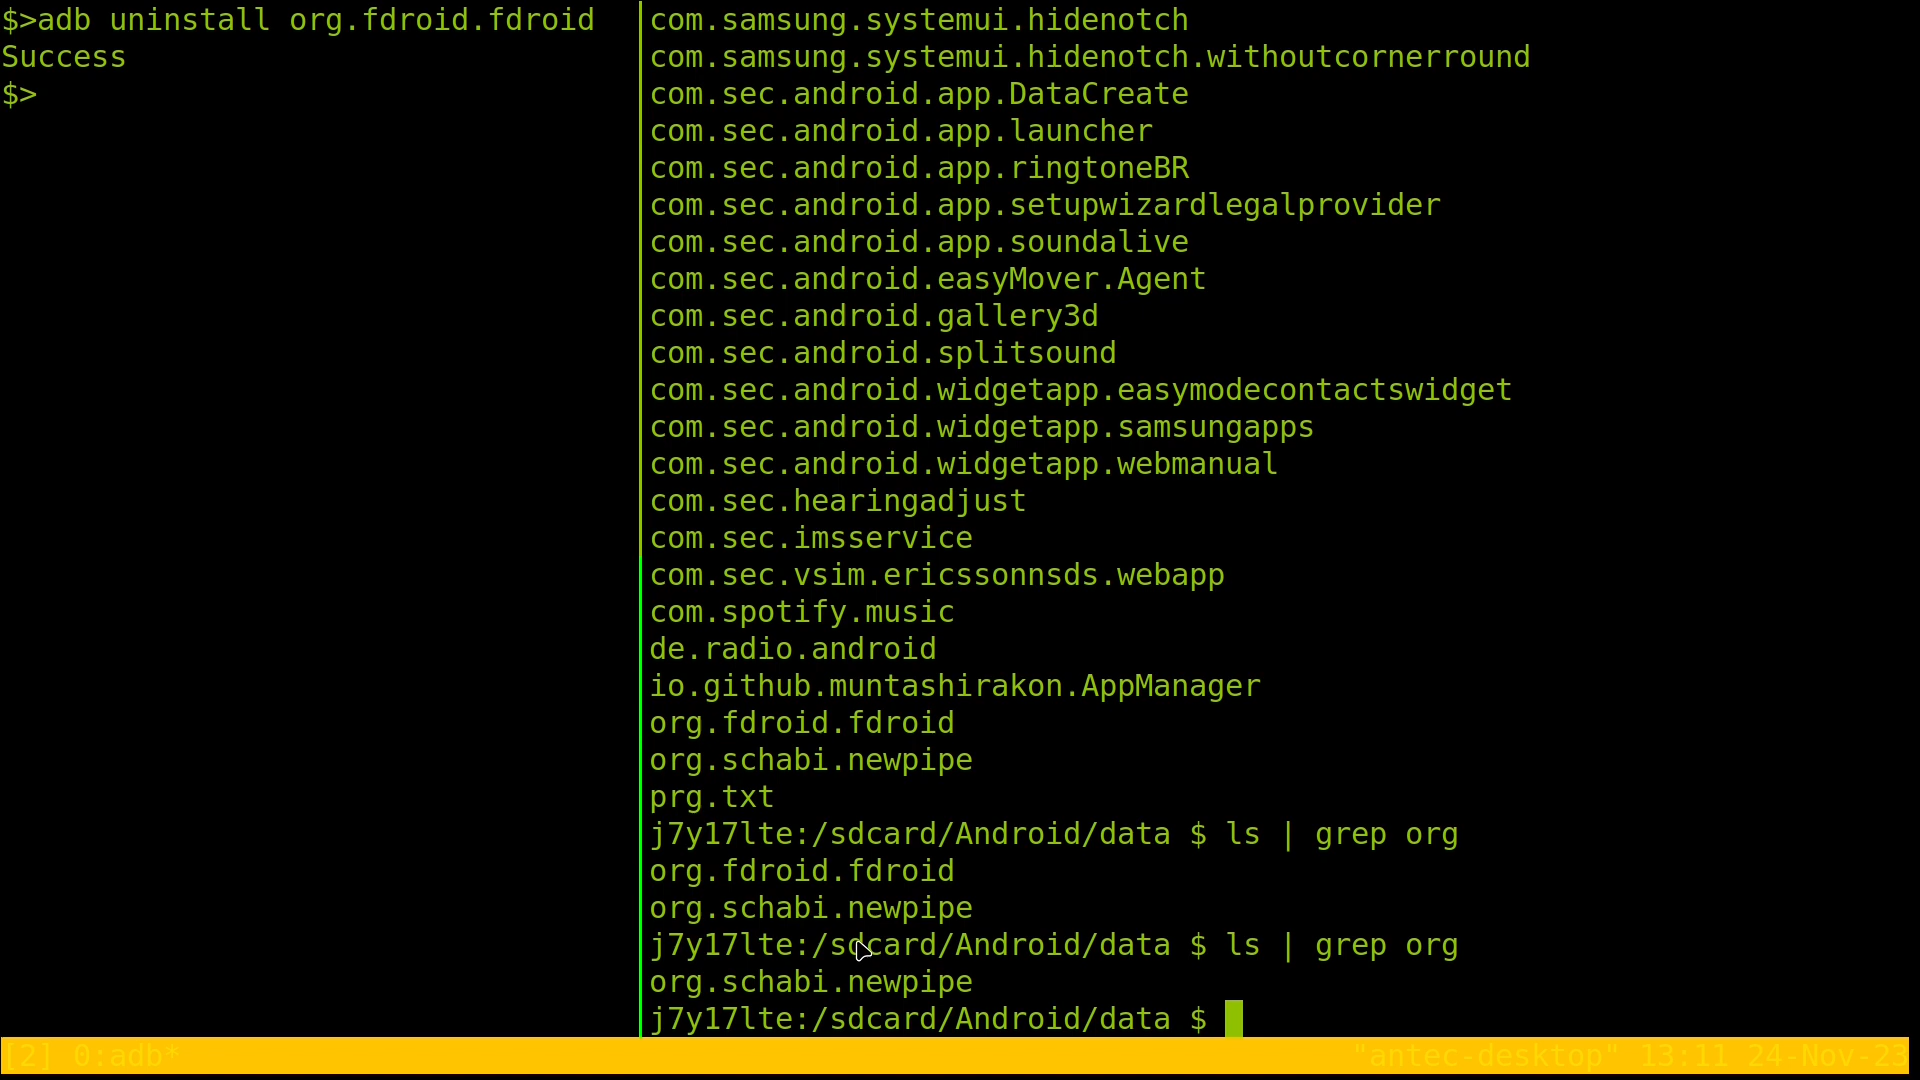 $>adb uninstall org.fdroid.fdroid
Success
$>
com.samsung.systemui.hidenotch
com.samsung.systemui.hidenotch.withoutcornerround
com.sec.android.app.DataCreate
com.sec.android.app.launcher
com.sec.android.app.ringtoneBR
com.sec.android.app.setupwizardlegalprovider
com.sec.android.app.soundalive
com.sec.android.easyMover.Agent
com.sec.android.gallery3d
com.sec.android.splitsound
com.sec.android.widgetapp.easymodecontactswidget
com.sec.android.widgetapp.samsungapps
com.sec.android.widgetapp.webmanual
com.sec.hearingadjust
com.sec.imsservice
com.sec.vsim.ericssonnsds.webapp
com.spotify.music
de.radio.android
io.github.muntashirakon.AppManager
org.fdroid.fdroid
org.schabi.newpipe
prg.txt
j7y17lte:/sdcard/Android/data $ ls | grep org
org.fdroid.fdroid
org.schabi.newpipe
j7y17lte:/sdcard/Android/data $ ls | grep org
org.schabi.newpipe
j7y17lte:/sdcard/Android/data $
[2] 0:adb* "antec-desktop" 13:11 24-Nov-23